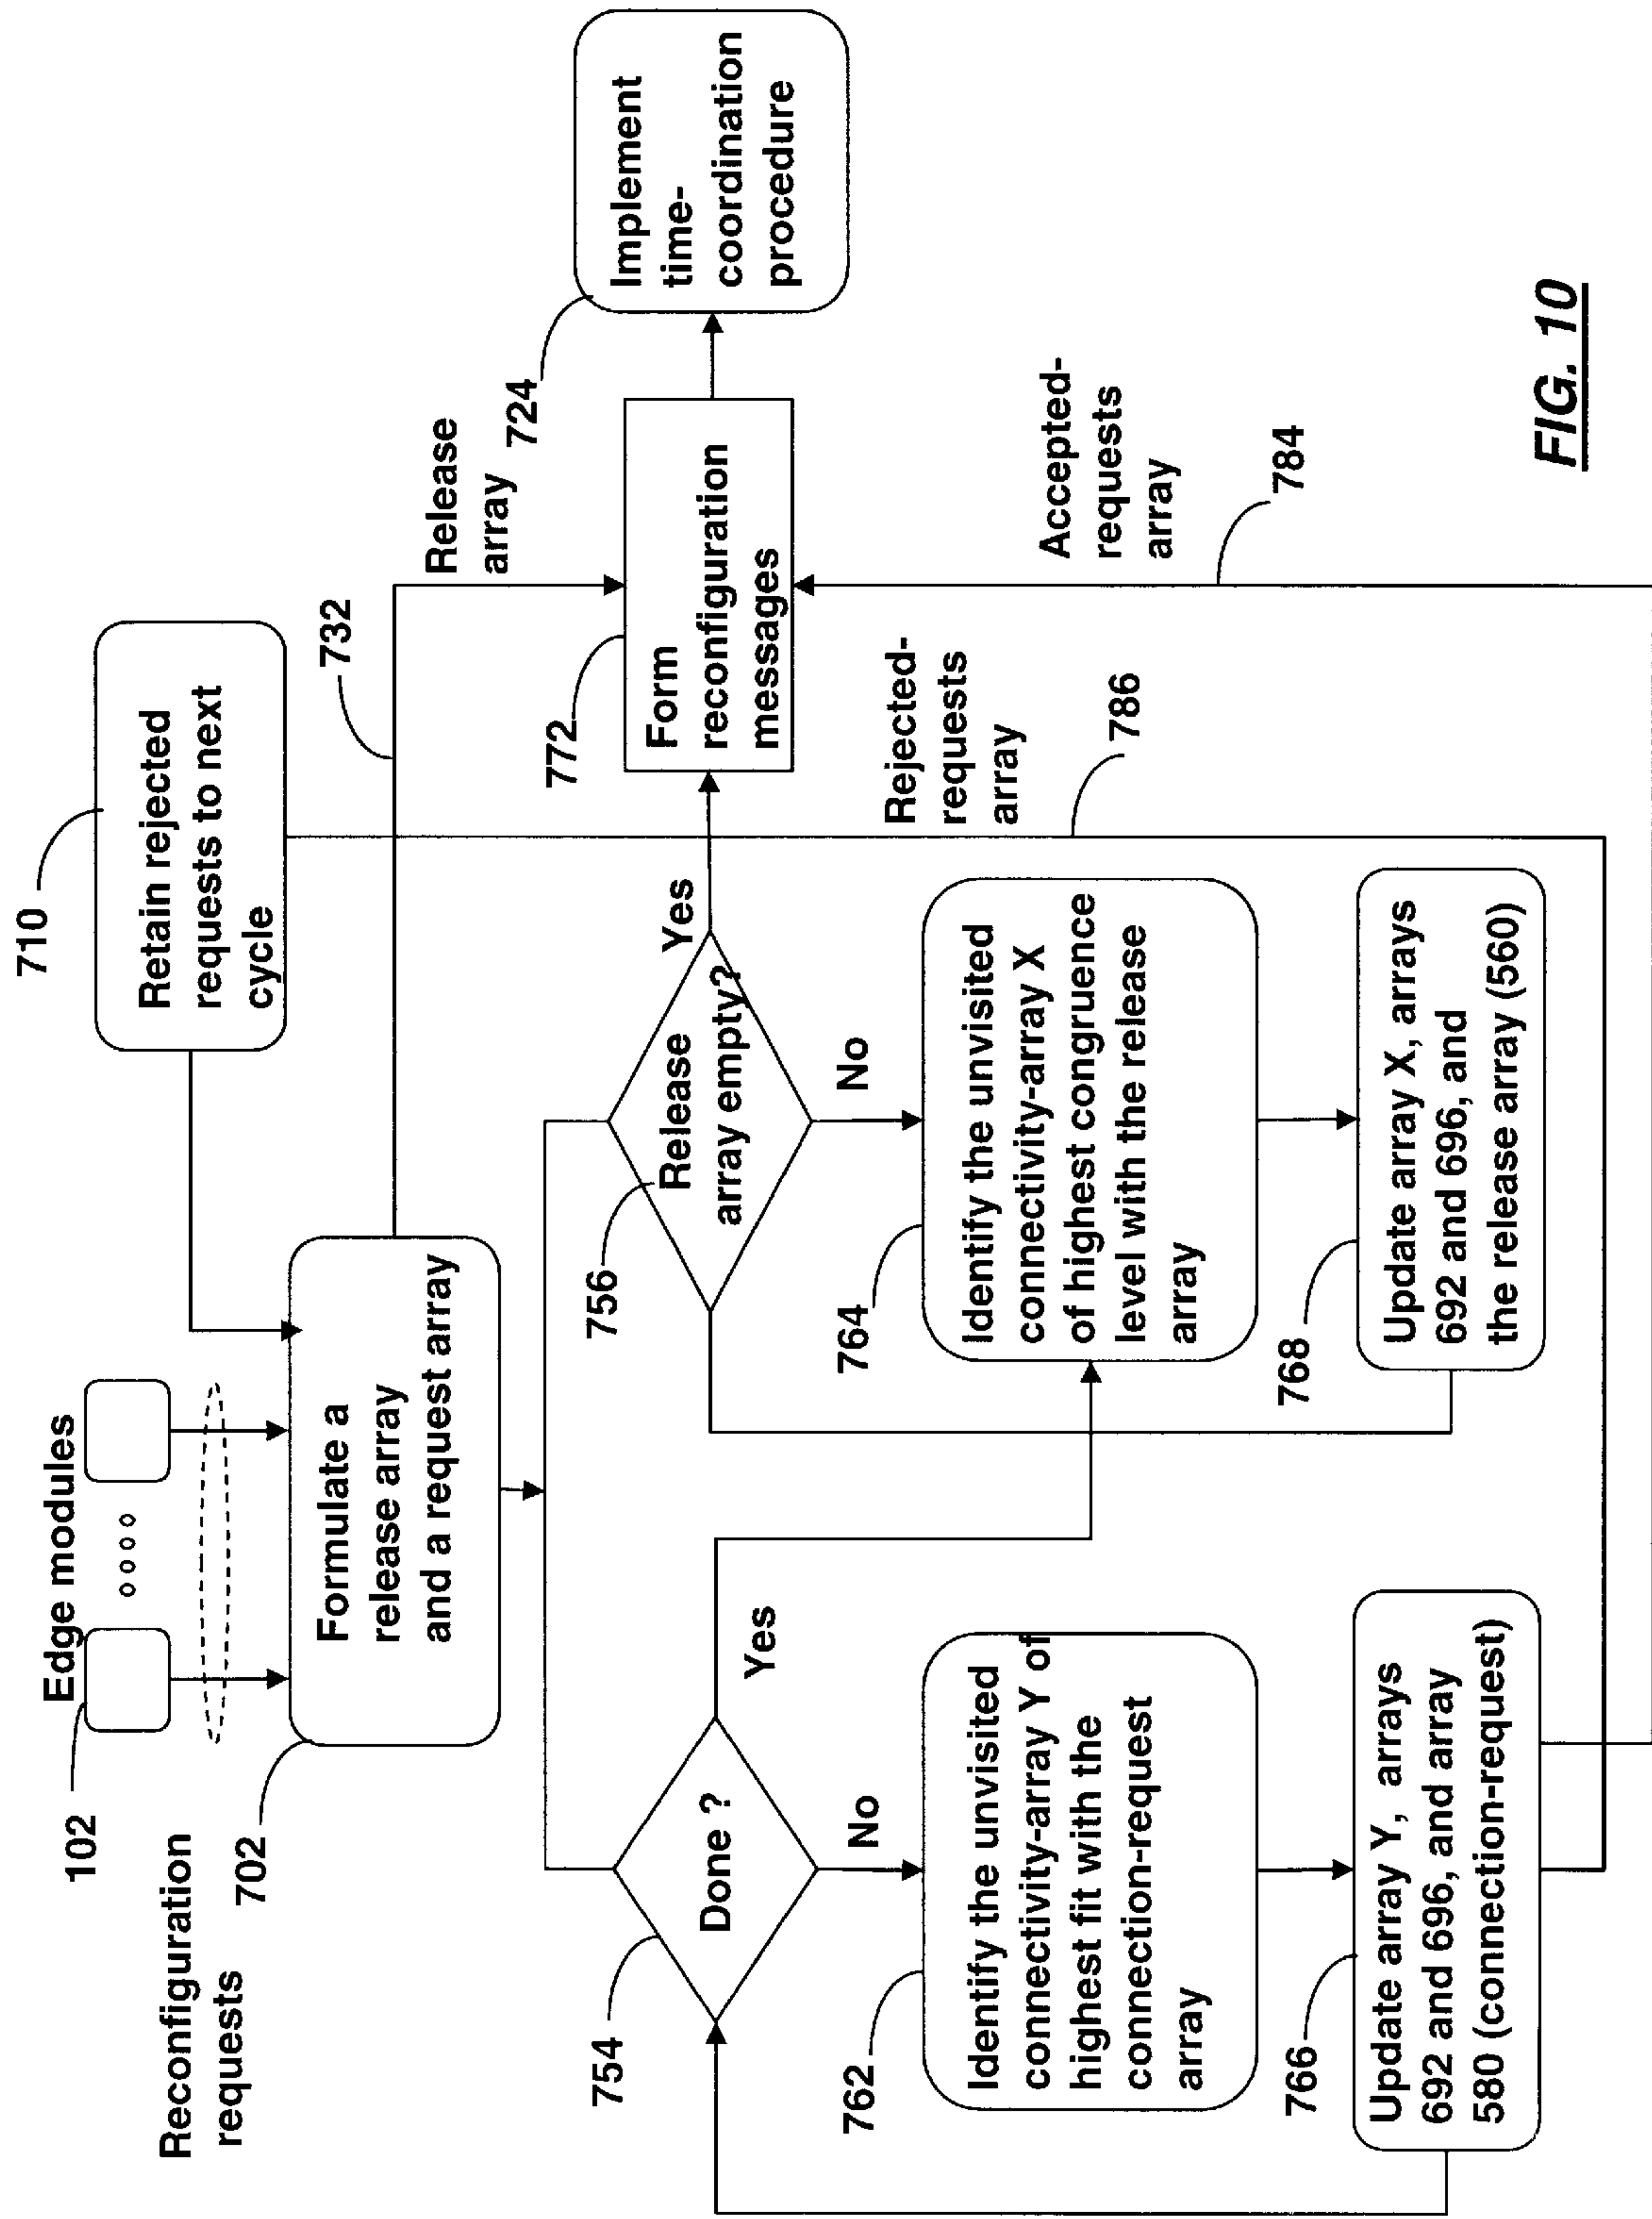 Edge modules
102
Reconfiguration
requests
702
Formulate a
release array
and a request array
710
Retain rejected
requests to next
cycle
732
Release
array
724
Implement
time-
coordination
procedure
772
Form
reconfiguration
messages
754
Done ?
Yes
No
756
Release
array empty?
Yes
No
762
Identify the unvisited
connectivity-array Y of
highest fit with the
connection-request
array
764
Identify the unvisited
connectivity-array X
of highest congruence
level with the release
array
Rejected-
requests
array
786
Accepted-
requests
array
784
766
Update array Y, arrays
692 and 696, and array
580 (connection-request)
768
Update array X, arrays
692 and 696, and
the release array (560)
FIG. 10